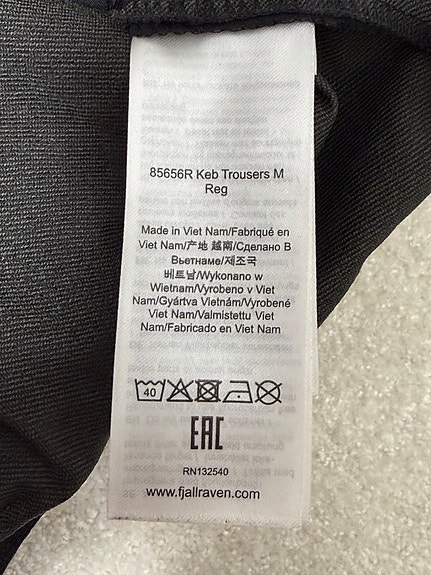 85656R Keb Trousers M
Reg
Made in Viet Nam/Fabriqué en
Viet Nam/产地 越南/Сделано В
Вьетнаме/제조국
베트남/Wykonano w
Wietnam/Vyrobeno v Viet
Nam/Gyártva Vietnám/Vyrobené
Viet Nam/Valmistettu Viet
Nam/Fabricado en Viet Nam
40
EAC
RN132540
www.fjallraven.com